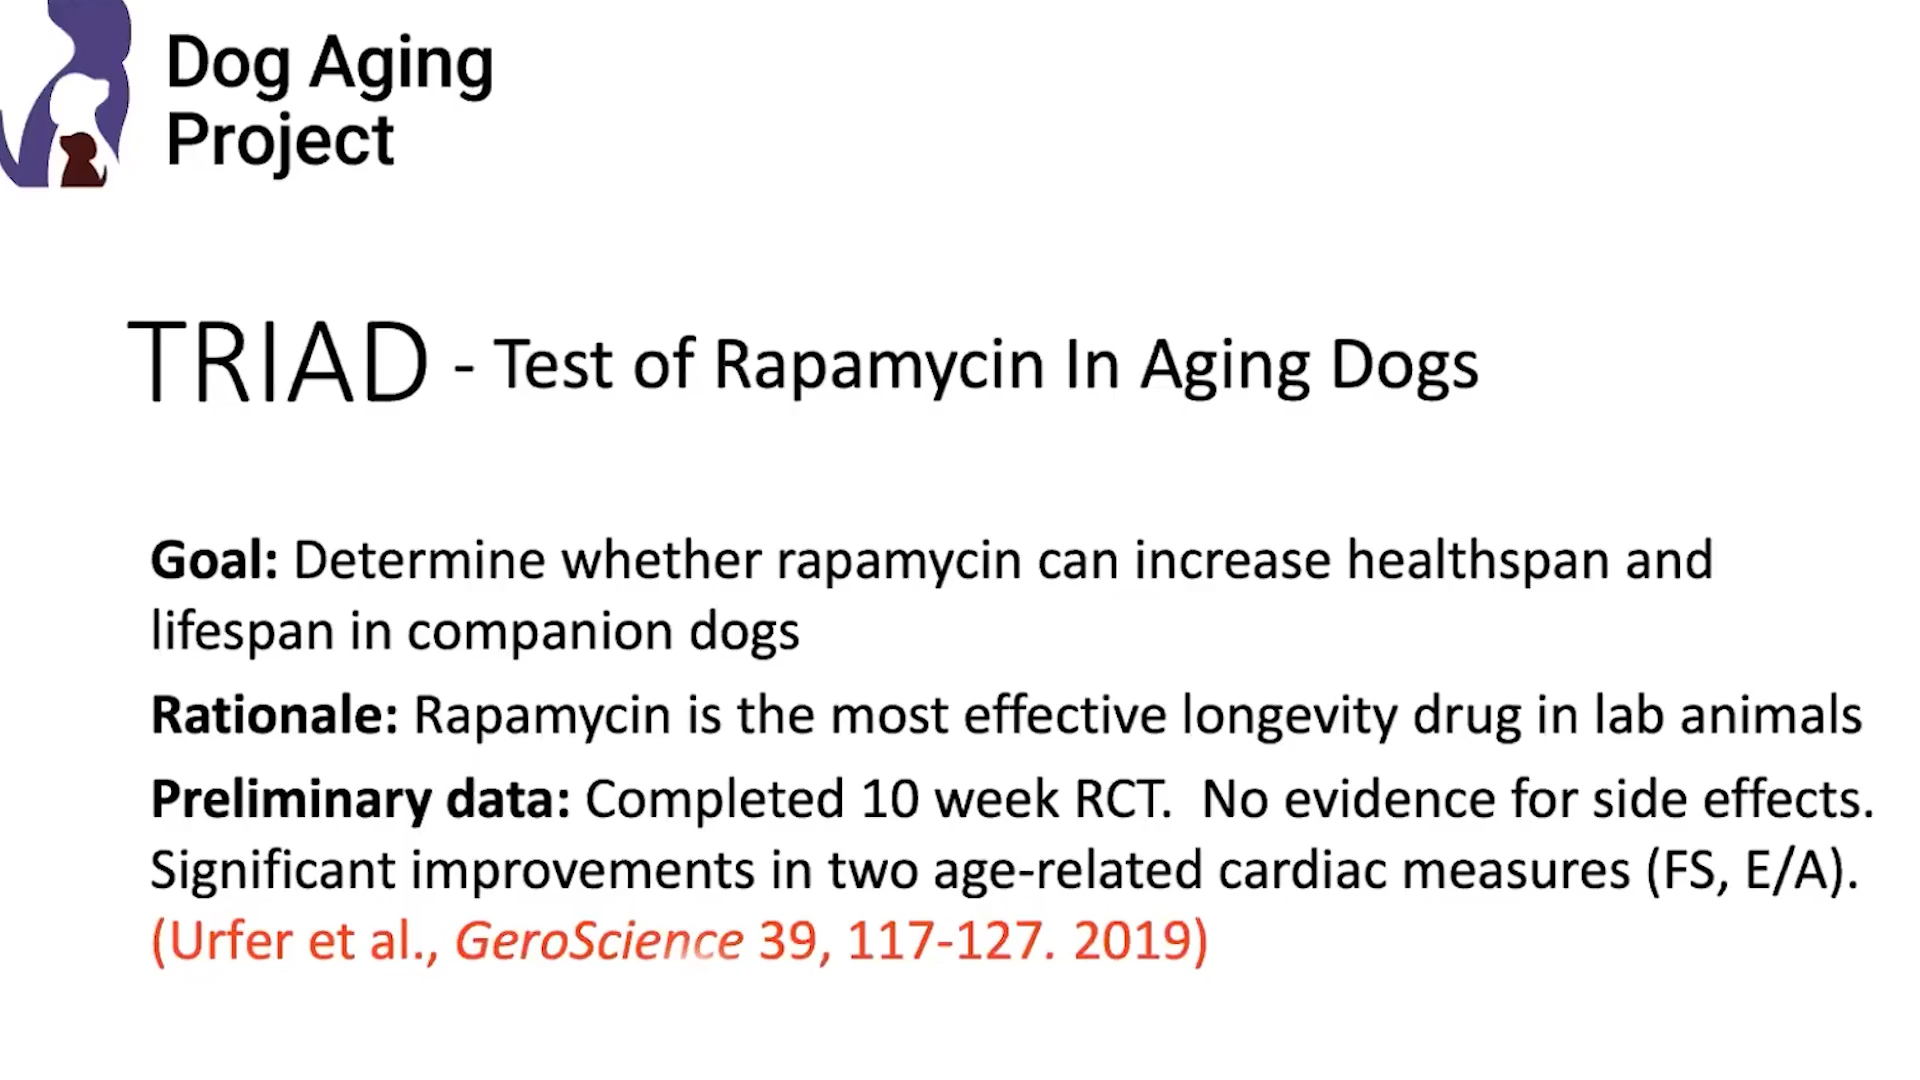 Dog Aging
Project
TRIAD - Test of Rapamycin In Aging Dogs
Goal: Determine whether rapamycin can increase healthspan and
lifespan in companion dogs
Rationale: Rapamycin is the most effective longevity drug in lab animals
Preliminary data: Completed 10 week RCT. No evidence for side effects.
Significant improvements in two age-related cardiac measures (FS, E/A).
(Urfer et al., GeroScience 39, 117-127. 2019)